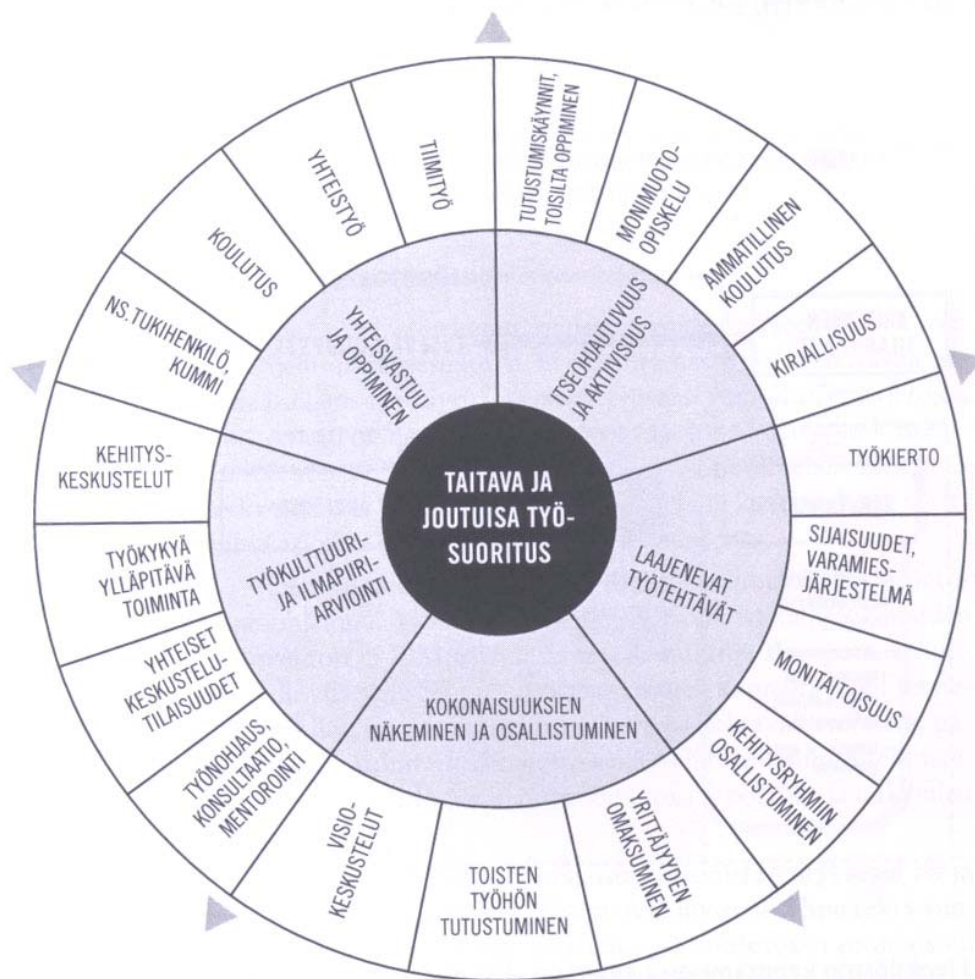 TAITAVA JA
JOUTUISA TYÖ-
SUORITUS
ITSEOHJAUTUVUUS
JA AKTIIVISUUS
LAAJENEVAT
TYÖTEHTÄVÄT
KOKONAISUUKSIEN
NÄKEMINEN JA OSALLISTUMINEN
TYÖKULTTUURI-
JA ILMAPIIRI-
ARVIOINTI
YHTEISVASTUU
JA OPPIMINEN
TUTUSTUMISKÄYNNIT,
TOISILTA OPPIMINEN
MONIMUOTO-
OPISKELU
AMMATILLINEN
KOULUTUS
KIRJALLISUUS
TYÖKIERTO
SIJAISUUDET,
VARAMIES-
JÄRJESTELMÄ
MONITAITOISUUS
KEHITYSRYHMIIN
OSALLISTUMINEN
YRITTÄJYYDEN
OMAKSUMINEN
TOISTEN
TYÖHÖN
TUTUSTUMINEN
VISIO-
KESKUSTELUT
TYÖNOHJAUS,
KONSULTAATIO,
MENTOROINTI
YHTEISET
KESKUSTELU-
TILAISUUDET
TYÖKYKYÄ
YLLÄPITÄVÄ
TOIMINTA
KEHITYS-
KESKUSTELUT
NS. TUKIHENKILÖ,
KUMMI
KOULUTUS
YHTEISTYÖ
TIIMITYÖ